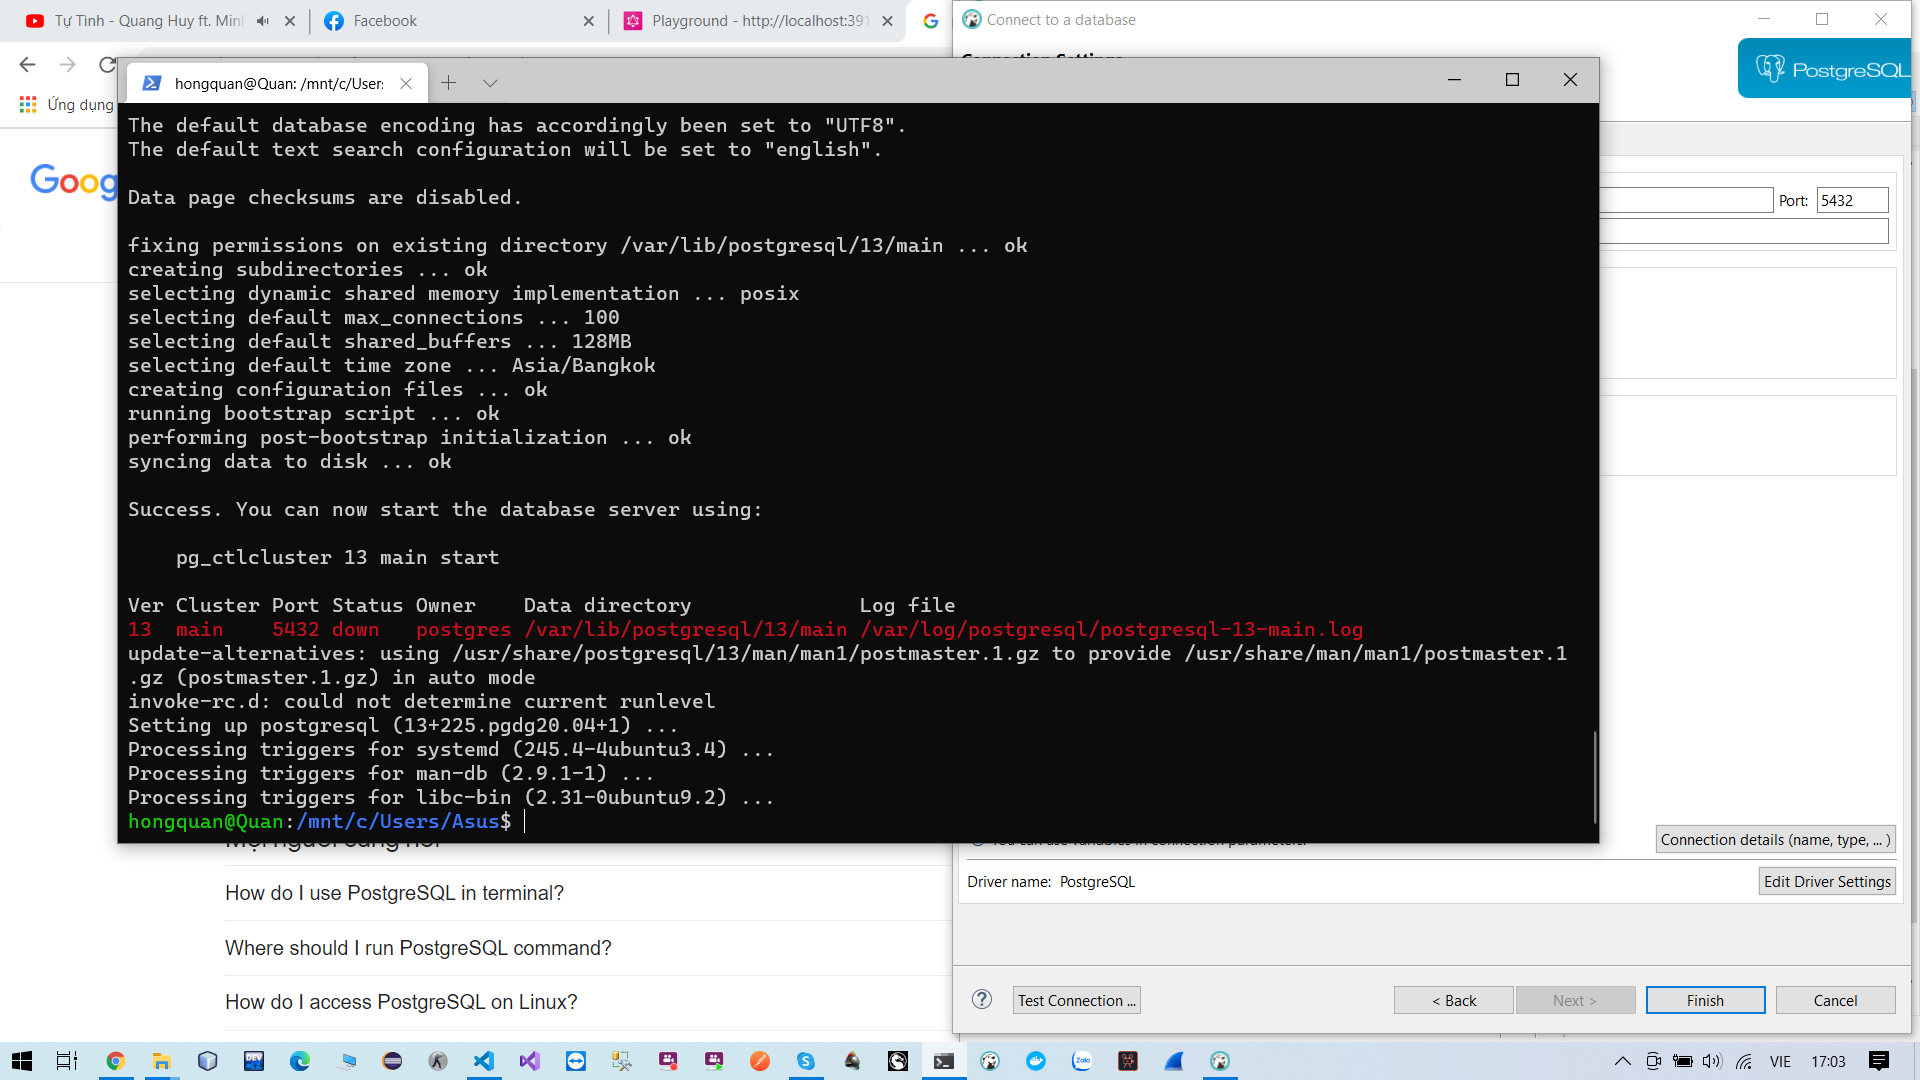 Tự Tình - Quang Huy ft. Minh
Facebook
Playground - http://localhost:391
Connect to a database
PostgreSQL
hongquan@Quan: /mnt/c/Users
Ứng dụng
Goog
Port: 5432
The default database encoding has accordingly been set to "UTF8".
The default text search configuration will be set to "english".
Data page checksums are disabled.
fixing permissions on existing directory /var/lib/postgresql/13/main ... ok
creating subdirectories ... ok
selecting dynamic shared memory implementation ... posix
selecting default max_connections ... 100
selecting default shared_buffers ... 128MB
selecting default time zone ... Asia/Bangkok
creating configuration files ... ok
running bootstrap script ... ok
performing post-bootstrap initialization ... ok
syncing data to disk ... ok
Success. You can now start the database server using:
pg_ctlcluster 13 main start
Ver Cluster Port Status Owner    Data directory              Log file
13  main    5432 down   postgres /var/lib/postgresql/13/main /var/log/postgresql/postgresql-13-main.log
update-alternatives: using /usr/share/postgresql/13/man/man1/postmaster.1.gz to provide /usr/share/man/man1/postmaster.1
.gz (postmaster.1.gz) in auto mode
invoke-rc.d: could not determine current runlevel
Setting up postgresql (13+225.pgdg20.04+1) ...
Processing triggers for systemd (245.4-4ubuntu3.4) ...
Processing triggers for man-db (2.9.1-1) ...
Processing triggers for libc-bin (2.31-0ubuntu9.2) ...
hongquan@Quan:/mnt/c/Users/Asus$
Connection details (name, type, ... )
Driver name: PostgreSQL
Edit Driver Settings
How do I use PostgreSQL in terminal?
Where should I run PostgreSQL command?
How do I access PostgreSQL on Linux?
Test Connection ...
< Back
Next >
Finish
Cancel
VIE
17:03